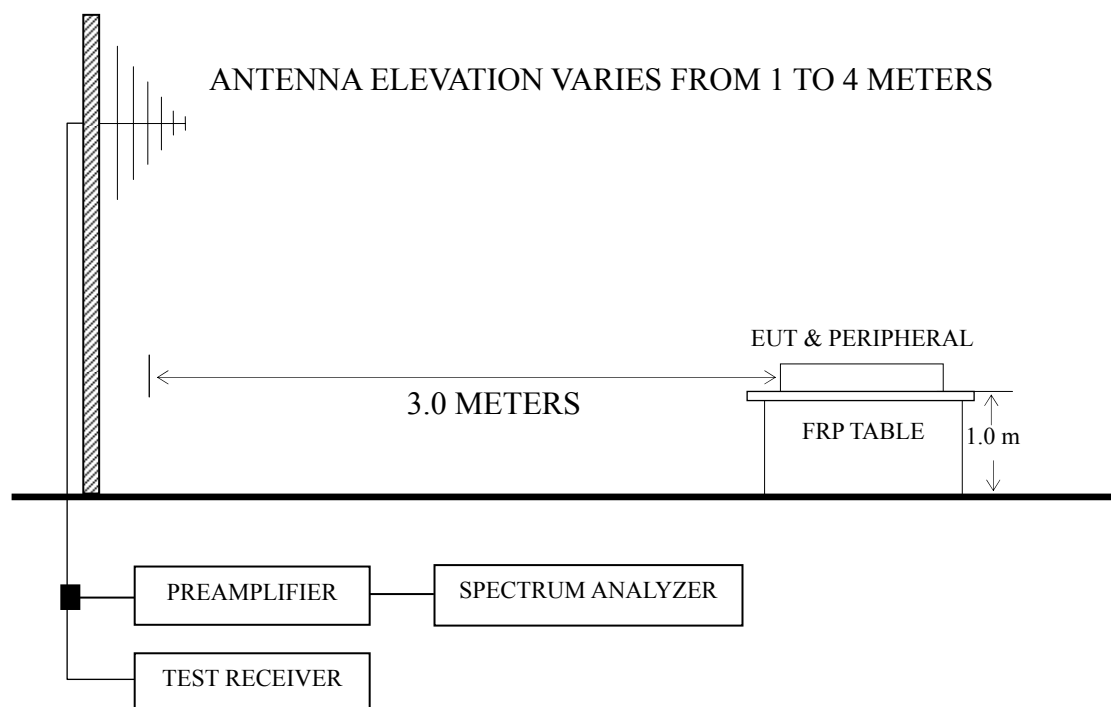 ANTENNA ELEVATION VARIES FROM 1 TO 4 METERS
EUT & PERIPHERAL
3.0 METERS
FRP TABLE
1.0 m
PREAMPLIFIER
SPECTRUM ANALYZER
TEST RECEIVER